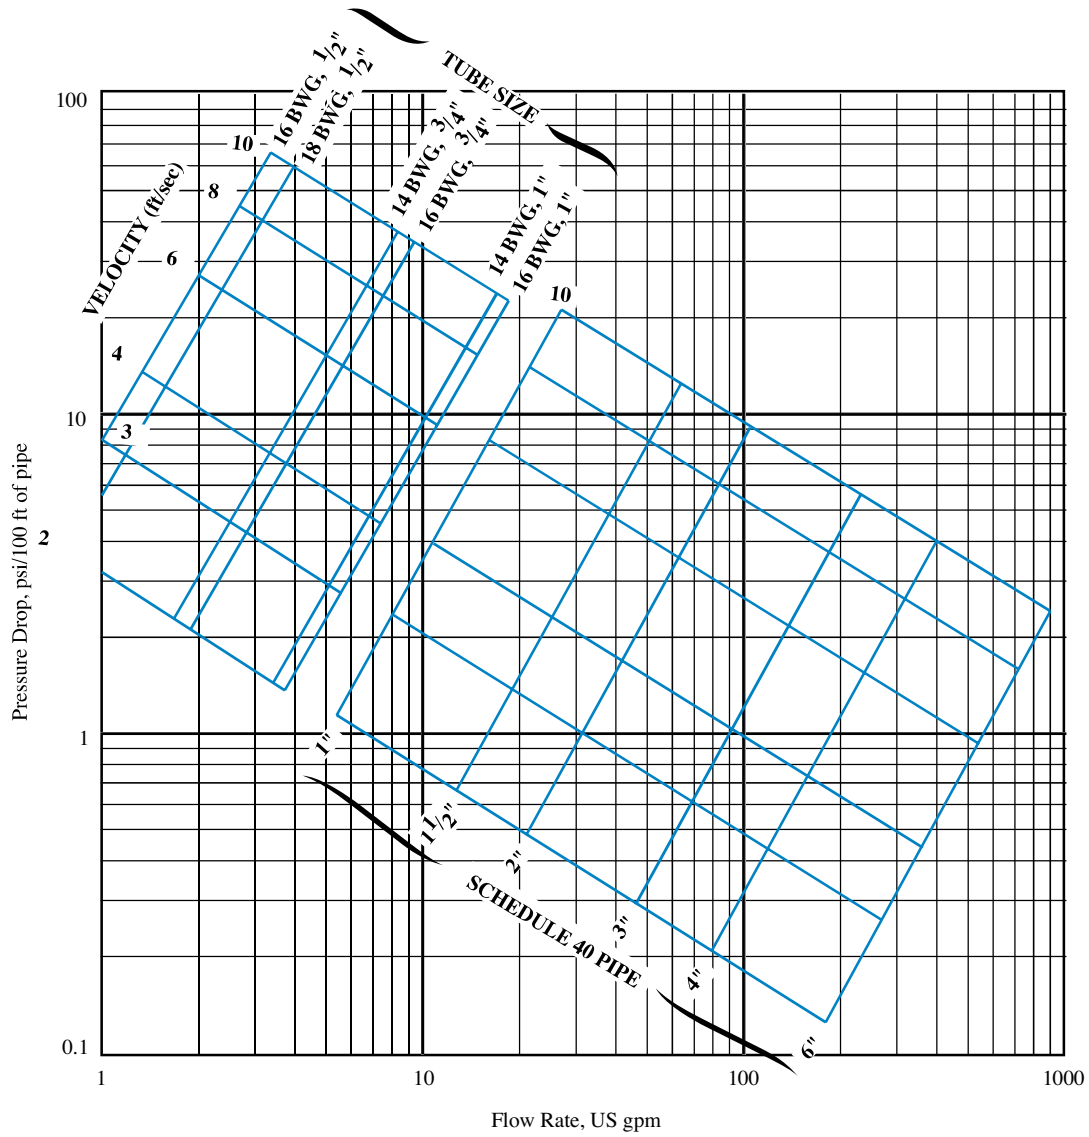 TUBE SIZE
16 BWG, 1/2"
18 BWG, 1/2"
14 BWG, 3/4"
16 BWG, 3/4"
14 BWG, 1"
16 BWG, 1"
VELOCITY (ft/sec)
10
8
6
4
3
2
10
100
10
1
0.1
Pressure Drop, psi/100 ft of pipe
1"
1 1/2"
2"
3"
4"
6"
SCHEDULE 40 PIPE
1
10
100
1000
Flow Rate, US gpm